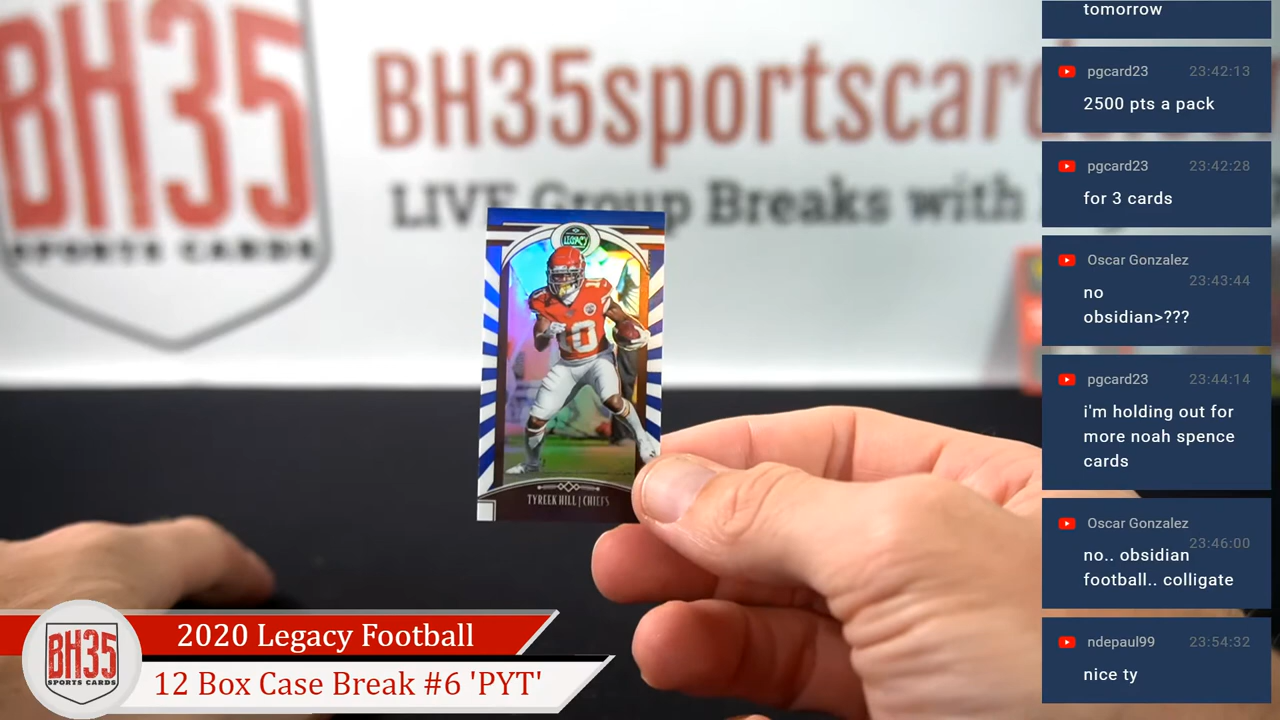 BH35
SPORTS CARDS
BH35sportscard
LIVE Group Breaks with
LEGACY
10
TYREEK HILL | CHIEFS
2020 Legacy Football
12 Box Case Break #6 'PYT'
BH35
SPORTS CARDS
tomorrow
pgcard23 23:42:13
2500 pts a pack
pgcard23 23:42:28
for 3 cards
Oscar Gonzalez
23:43:44
no
obsidian>???
pgcard23 23:44:14
i'm holding out for
more noah spence
cards
Oscar Gonzalez
23:46:00
no.. obsidian
football.. colligate
ndepaul99 23:54:32
nice ty